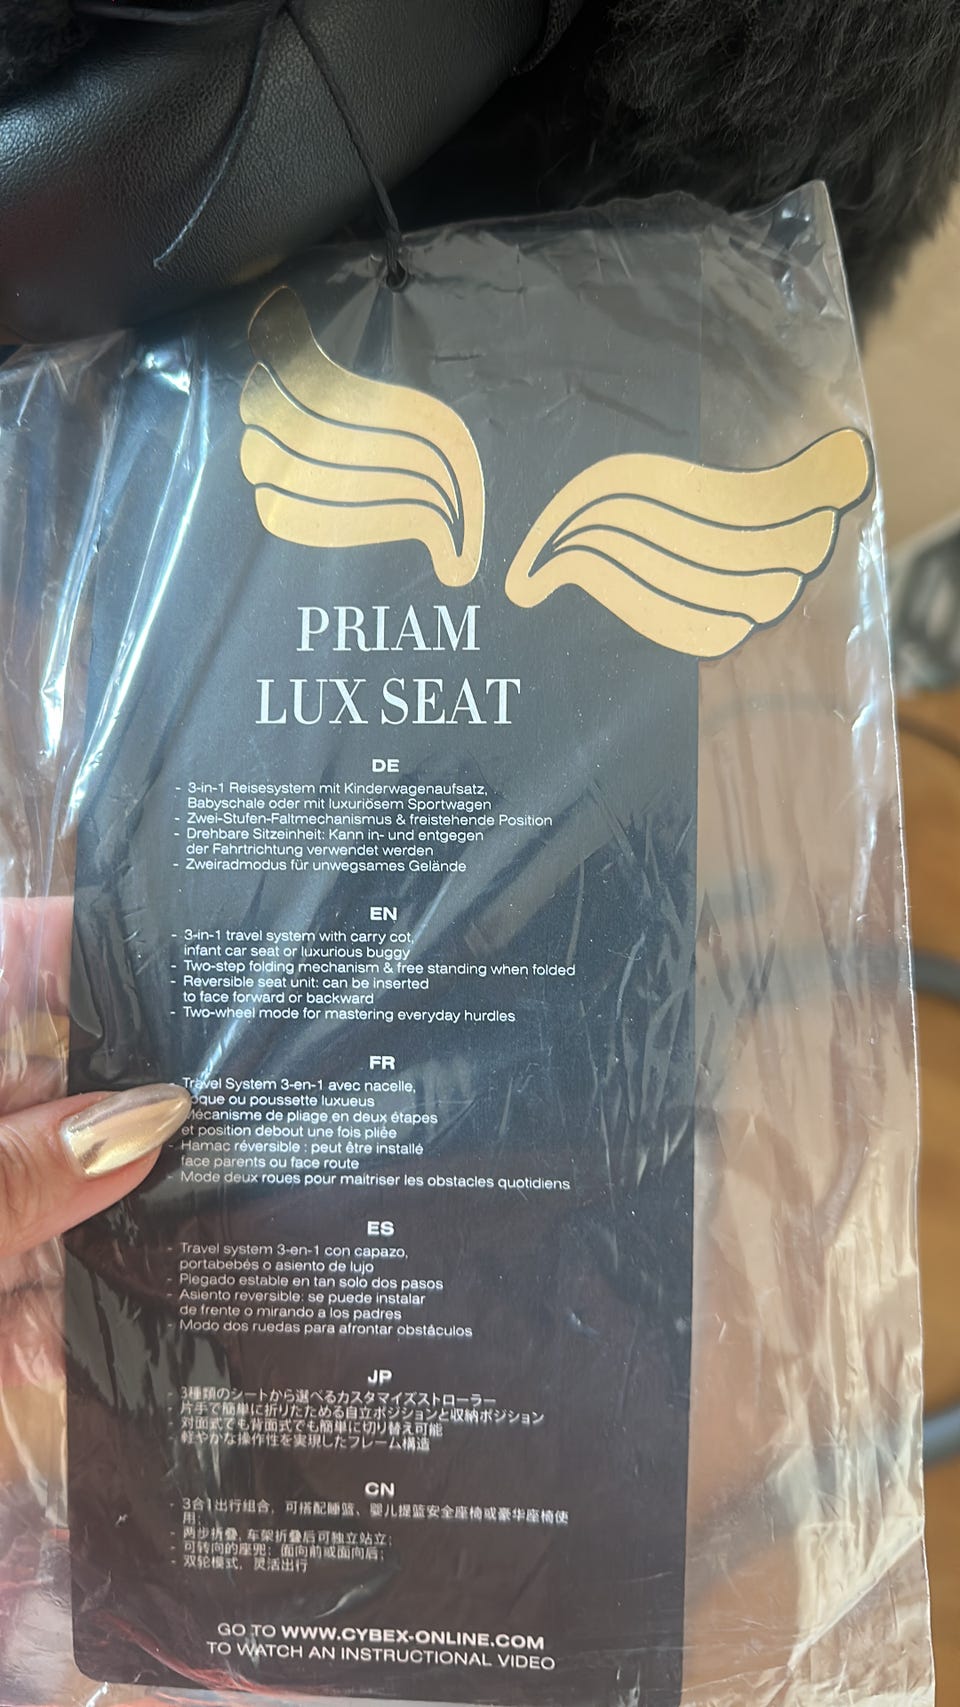 PRIAM
LUX SEAT
DE
- 3-in-1 Reisesystem mit Kinderwagenaufsatz,
Babyschale oder mit luxuriösem Sportwagen
- Zwei-Stufen-Faltmechanismus & freistehende Position
- Drehbare Sitzeinheit: Kann in- und entgegen
der Fahrtrichtung verwendet werden
- Zweiradmodus für unwegsames Gelände
EN
- 3-in-1 travel system with carry cot,
infant car seat or luxurious buggy
- Two-step folding mechanism & free standing when folded
- Reversible seat unit: can be inserted
to face forward or backward
- Two-wheel mode for mastering everyday hurdles
FR
- Travel System 3-en-1 avec nacelle,
ou poussette luxueus
Mécanisme de pliage en deux étapes
et position debout une fois pliée
- Hamac réversible : peut être installé
face parents ou face route
- Mode deux roues pour maitriser les obstacles quotidiens
ES
- Travel system 3-en-1 con capazo,
portabebés o asiento de lujo
- Plegado estable en tan solo dos pasos
- Asiento reversible: se puede instalar
de frente o mirando a los padres
- Modo dos ruedas para afrontar obstáculos
JP
- 3種類のシートから選べるカスタマイズストローラー
- 片手で簡単に折りたためる自立ポジションと収納ポジション
- 対面式でも背面式でも簡単に切り替え可能
- 軽やかな操作性を実現したフレーム構造
CN
- 3合1出行组合，可搭配睡篮、婴儿提篮安全座椅或豪华座椅使
用；
- 两步折叠, 车架折叠后可独立站立；
- 可转向的座兜：面向前或面向后；
- 双轮模式，灵活出行
GO TO WWW.CYBEX-ONLINE.COM
TO WATCH AN INSTRUCTIONAL VIDEO